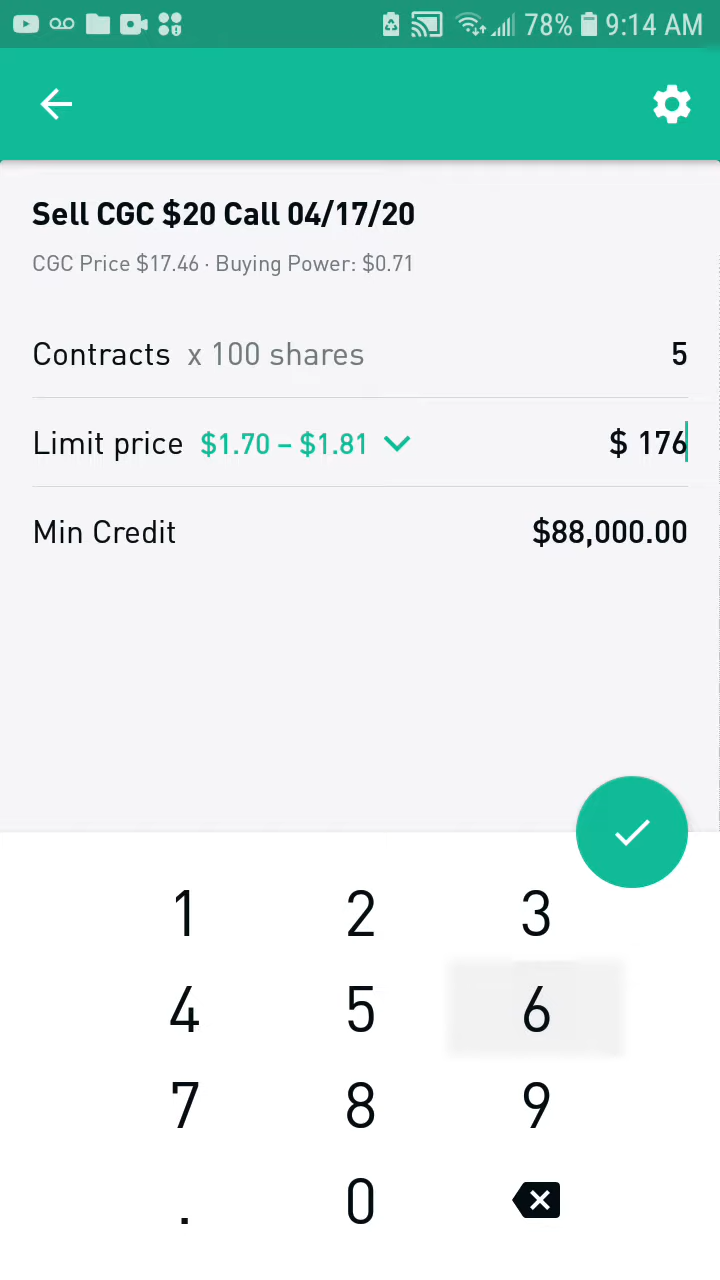 78% 9:14 AM
Sell CGC $20 Call 04/17/20
CGC Price $17.46 · Buying Power: $0.71
Contracts x 100 shares 5
Limit price $1.70 – $1.81 $ 176
Min Credit $88,000.00
1 2 3
4 5 6
7 8 9
. 0